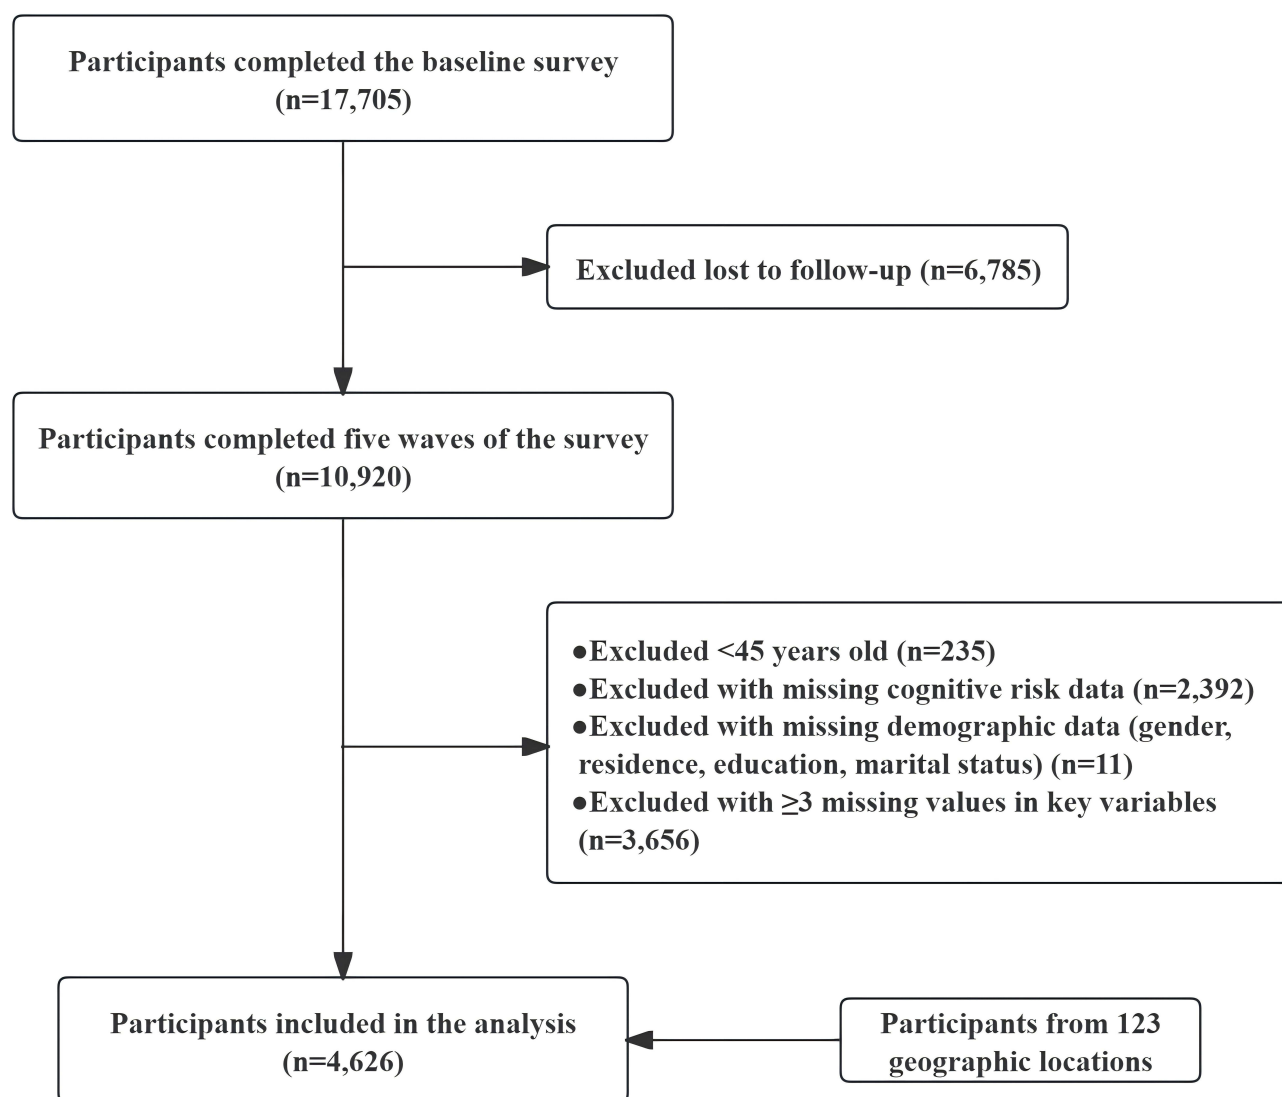 Participants completed the baseline survey
(n=17,705)
Excluded lost to follow-up (n=6,785)
Participants completed five waves of the survey
(n=10,920)
●Excluded <45 years old (n=235)
●Excluded with missing cognitive risk data (n=2,392)
●Excluded with missing demographic data (gender,
residence, education, marital status) (n=11)
●Excluded with ≥3 missing values in key variables
(n=3,656)
Participants included in the analysis
(n=4,626)
Participants from 123
geographic locations